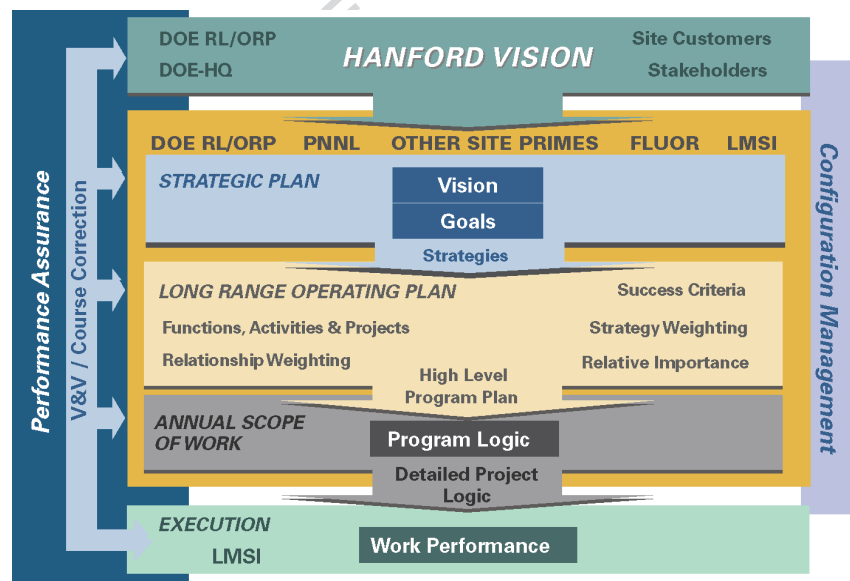 DOE RL/ORP
DOE-HQ
HANFORD VISION
Site Customers
Stakeholders
DOE RL/ORP PNNL OTHER SITE PRIMES FLUOR LMSI
STRATEGIC PLAN
Vision
Goals
Strategies
LONG RANGE OPERATING PLAN
Functions, Activities & Projects
Relationship Weighting
Success Criteria
Strategy Weighting
Relative Importance
High Level
Program Plan
ANNUAL SCOPE
OF WORK
Program Logic
Detailed Project
Logic
EXECUTION
LMSI
Work Performance
Performance Assurance
V&V / Course Correction
Configuration Management